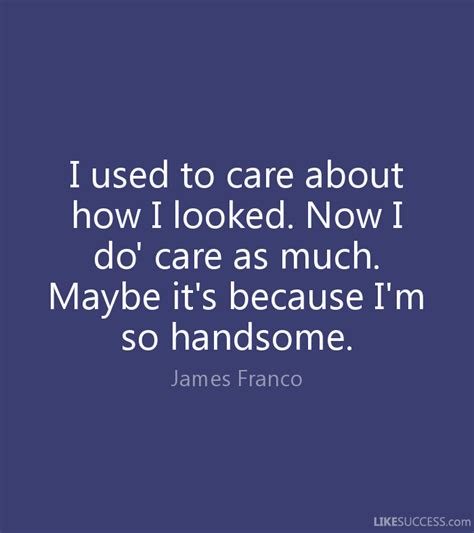 I used to care about
how I looked. Now I
do' care as much.
Maybe it's because I'm
so handsome.
James Franco
LIKESUCCESS.com